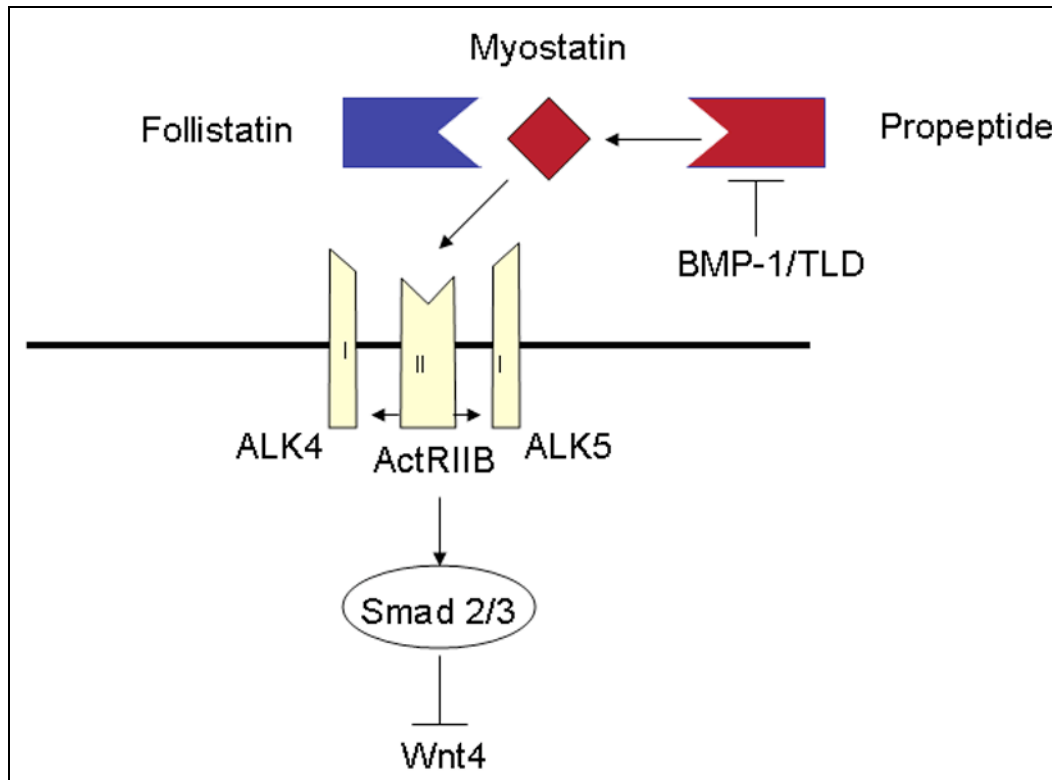 Myostatin
Follistatin
Propeptide
BMP-1/TLD
I
II
I
ALK4
ActRIIB
ALK5
Smad 2/3
Wnt4